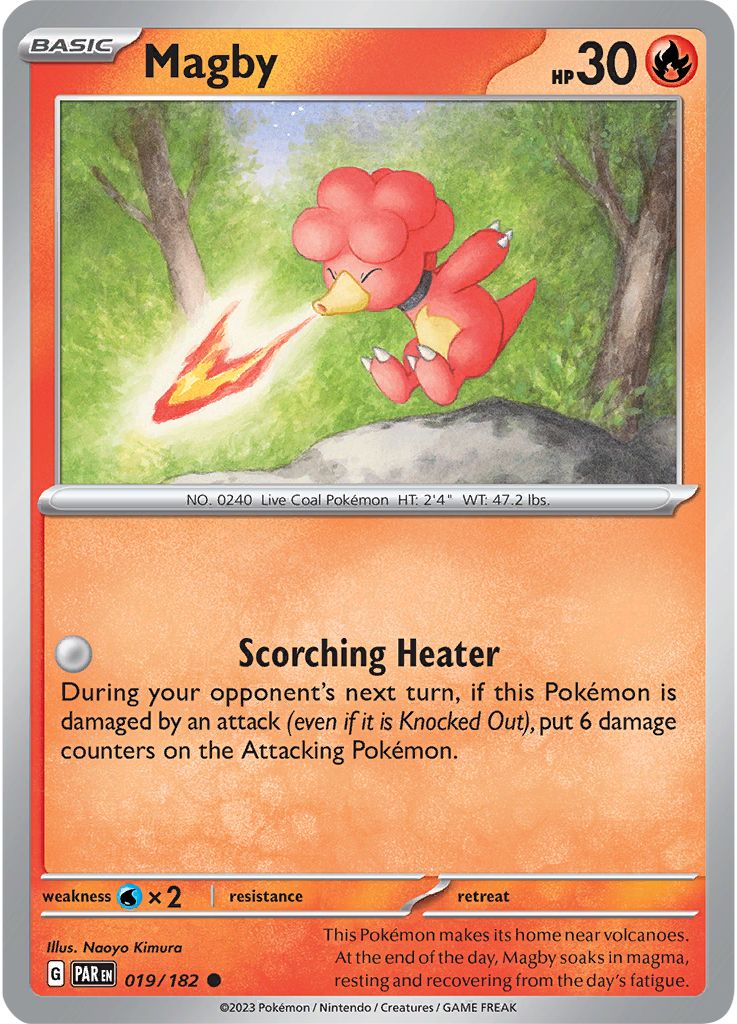 BASIC
Magby
HP 30
NO. 0240 Live Coal Pokémon HT: 2'4" WT: 47.2 lbs.
Scorching Heater
During your opponent's next turn, if this Pokémon is
damaged by an attack (even if it is Knocked Out), put 6 damage
counters on the Attacking Pokémon.
weakness ×2 resistance retreat
Illus. Naoyo Kimura
G PAR EN 019/182
This Pokémon makes its home near volcanoes.
At the end of the day, Magby soaks in magma,
resting and recovering from the day's fatigue.
©2023 Pokémon / Nintendo / Creatures / GAME FREAK